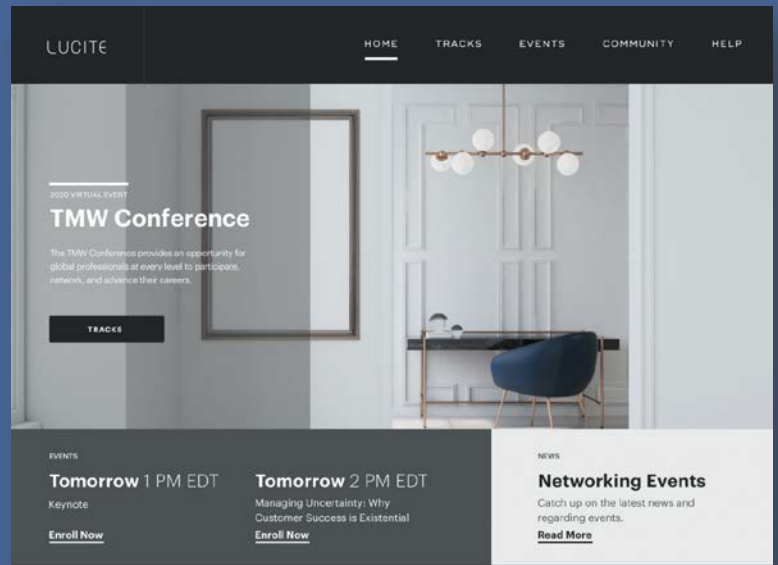 LUCITE
HOME TRACKS EVENTS COMMUNITY HELP
2020 VIRTUAL EVENT
TMW Conference
The TMW Conference provides an opportunity for
global professionals at every level to participate,
network, and advance their careers.
TRACKS
EVENTS
Tomorrow 1 PM EDT
Keynote
Enroll Now
Tomorrow 2 PM EDT
Managing Uncertainty: Why
Customer Success is Existential
Enroll Now
NEWS
Networking Events
Catch up on the latest news and
regarding events.
Read More